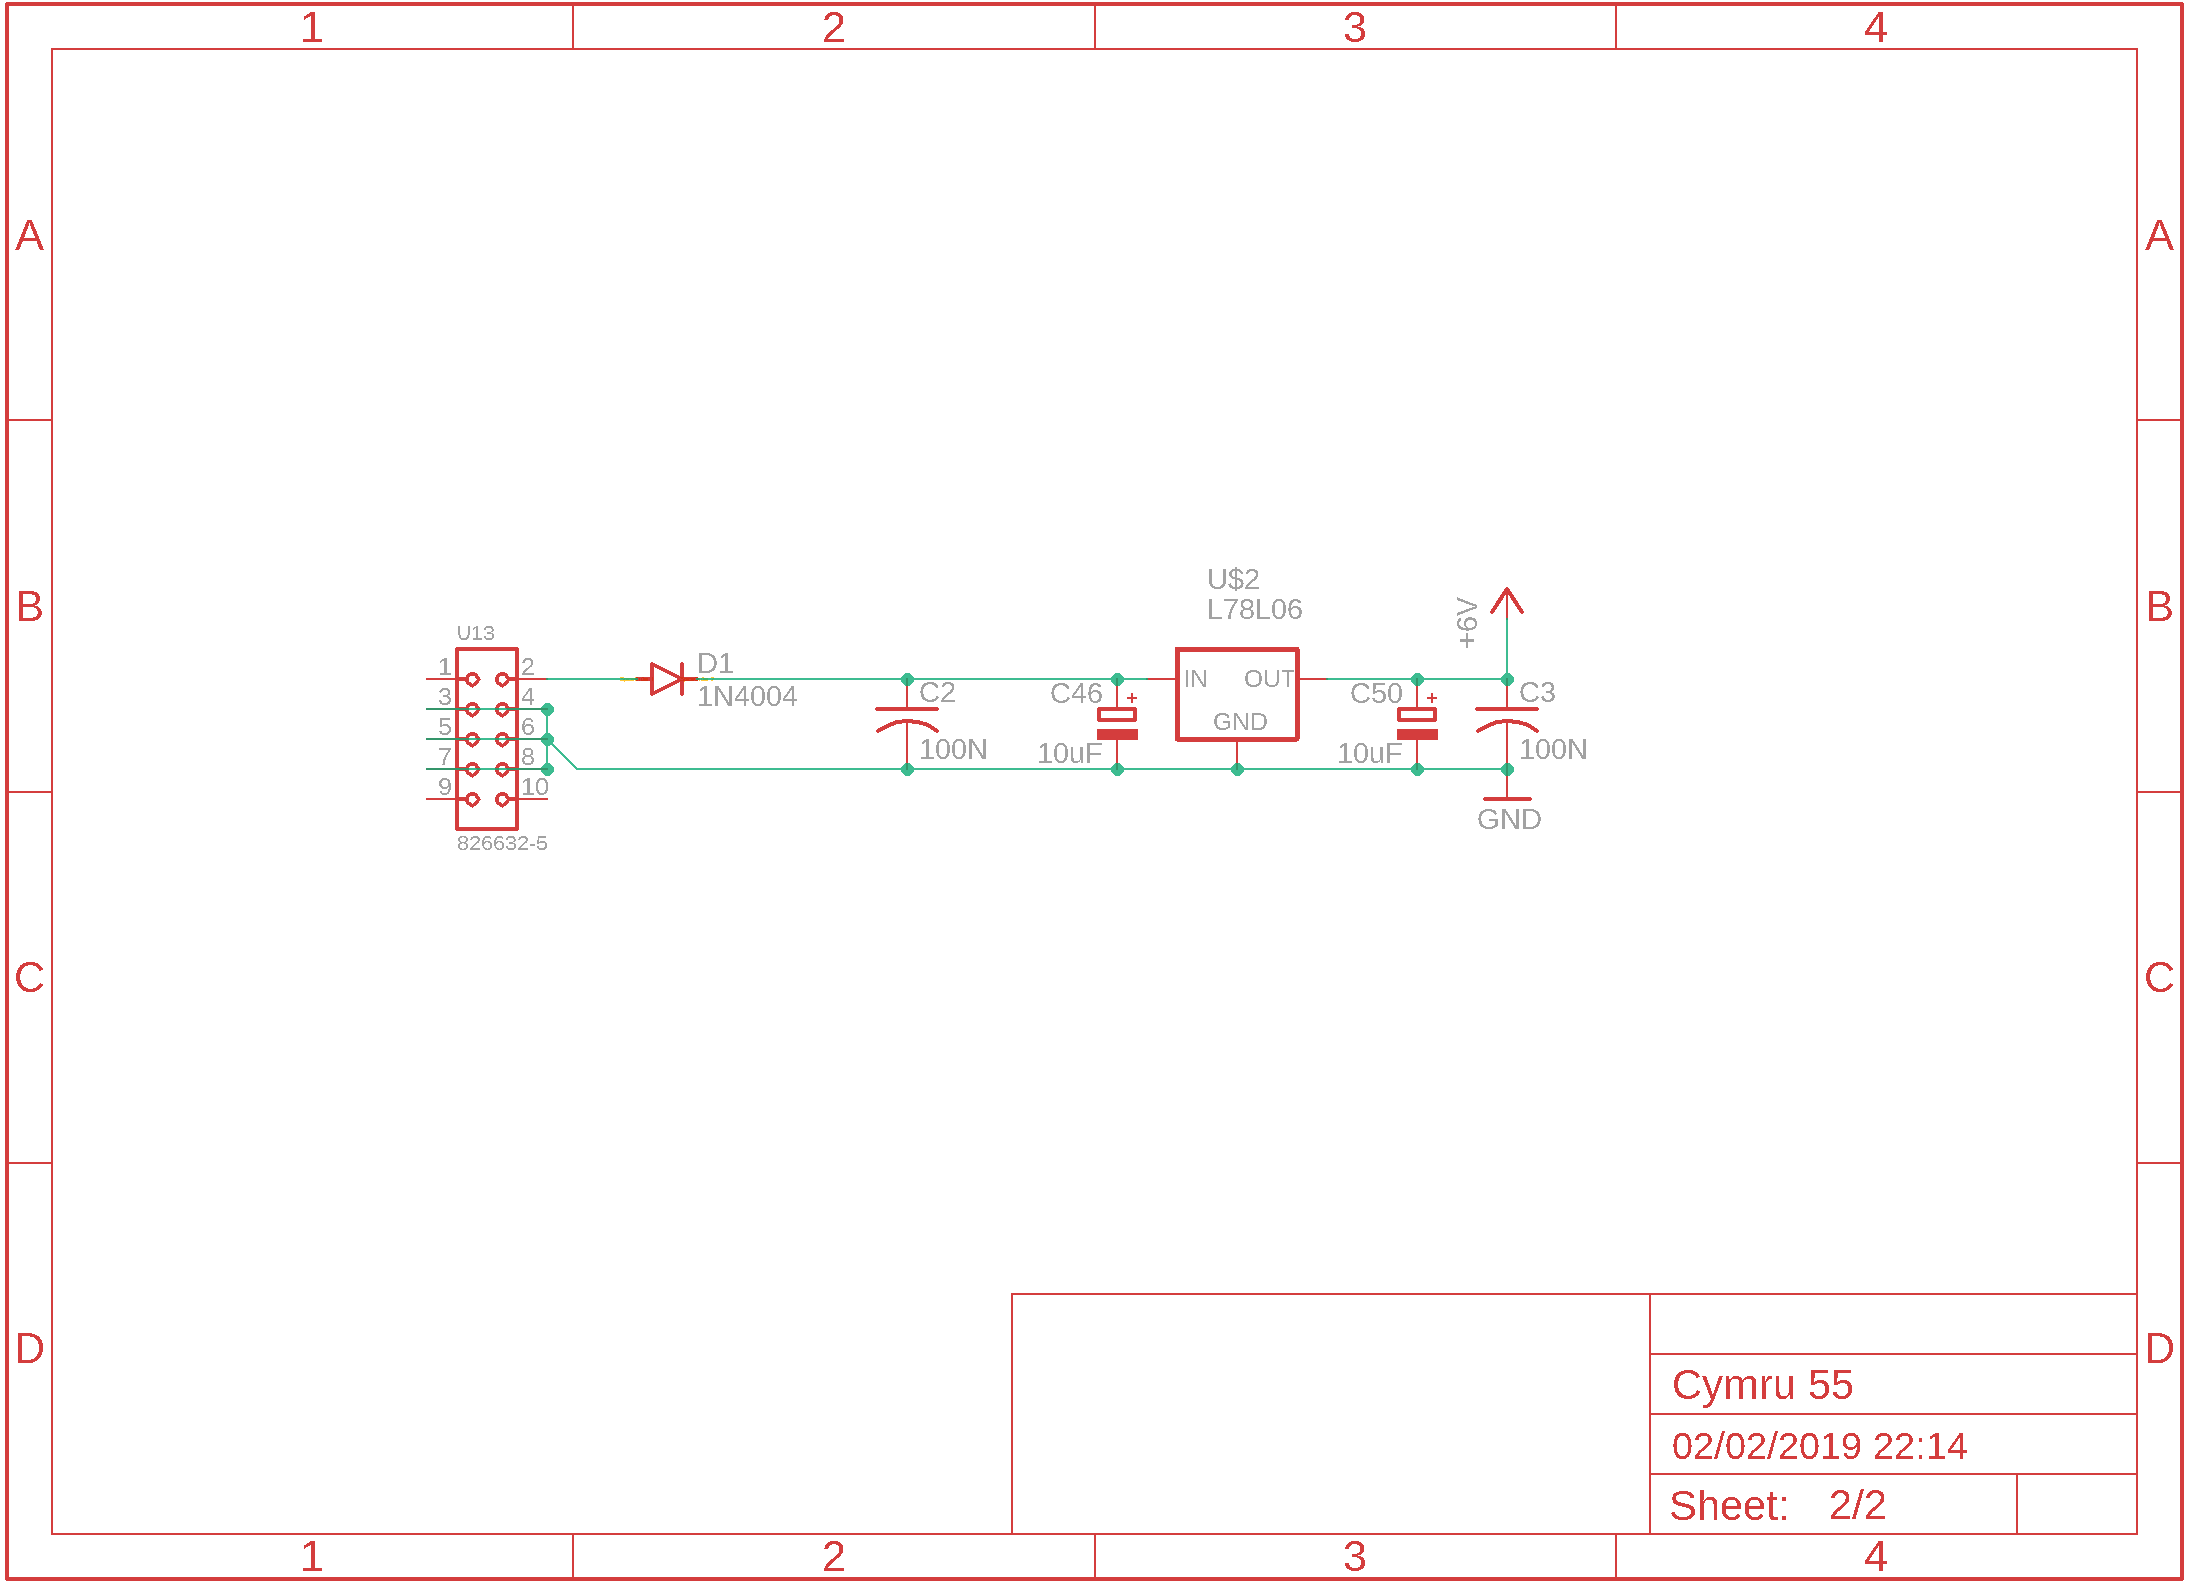 1 2 3 4
A A
U$2
L78L06
B B
+6V
U13
1 2
D1
IN OUT
3 4
1N4004
C2
C46 +
C50 +
C3
5 6
GND
7 8
100N
10uF
10uF
100N
9 10
GND
826632-5
C C
D D
Cymru 55
02/02/2019 22:14
Sheet: 2/2
1 2 3 4